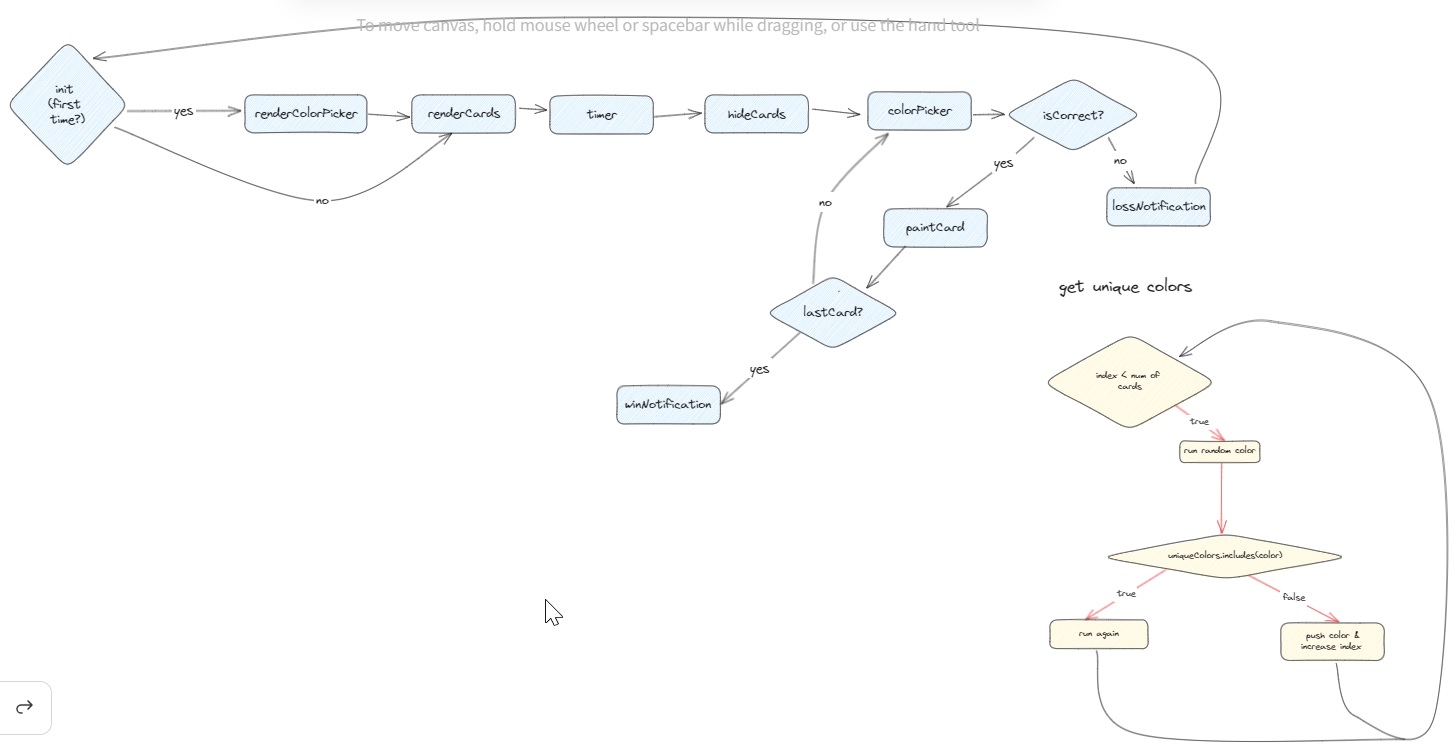 To move canvas, hold mouse wheel or spacebar while dragging, or use the hand tool
init
(first
time?)
yes
renderColorPicker
renderCards
timer
hideCards
colorPicker
isCorrect?
no
yes
no
no
lossNotification
paintCard
lastCard?
yes
winNotification
get unique colors
index < num of
cards
true
run random color
uniqueColors.includes(color)
true
false
run again
push color &
increase index